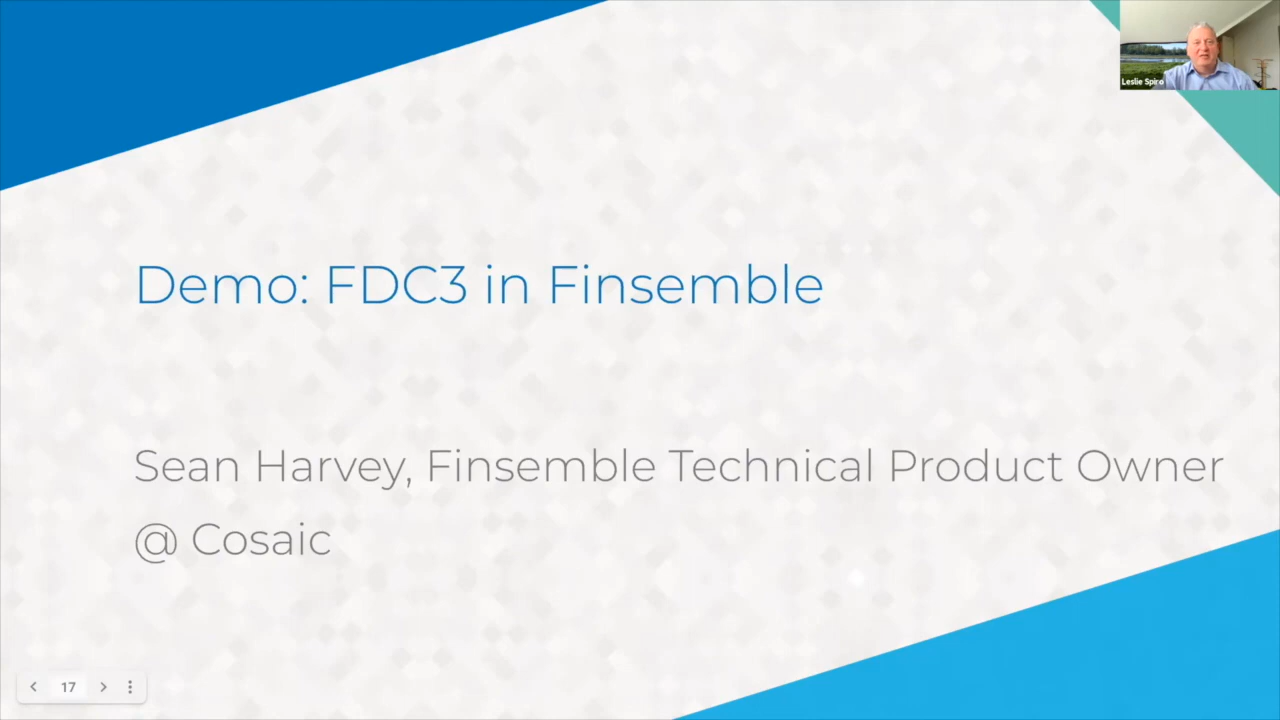 Leslie Spiro
Demo: FDC3 in Finsemble
Sean Harvey, Finsemble Technical Product Owner
@ Cosaic
17